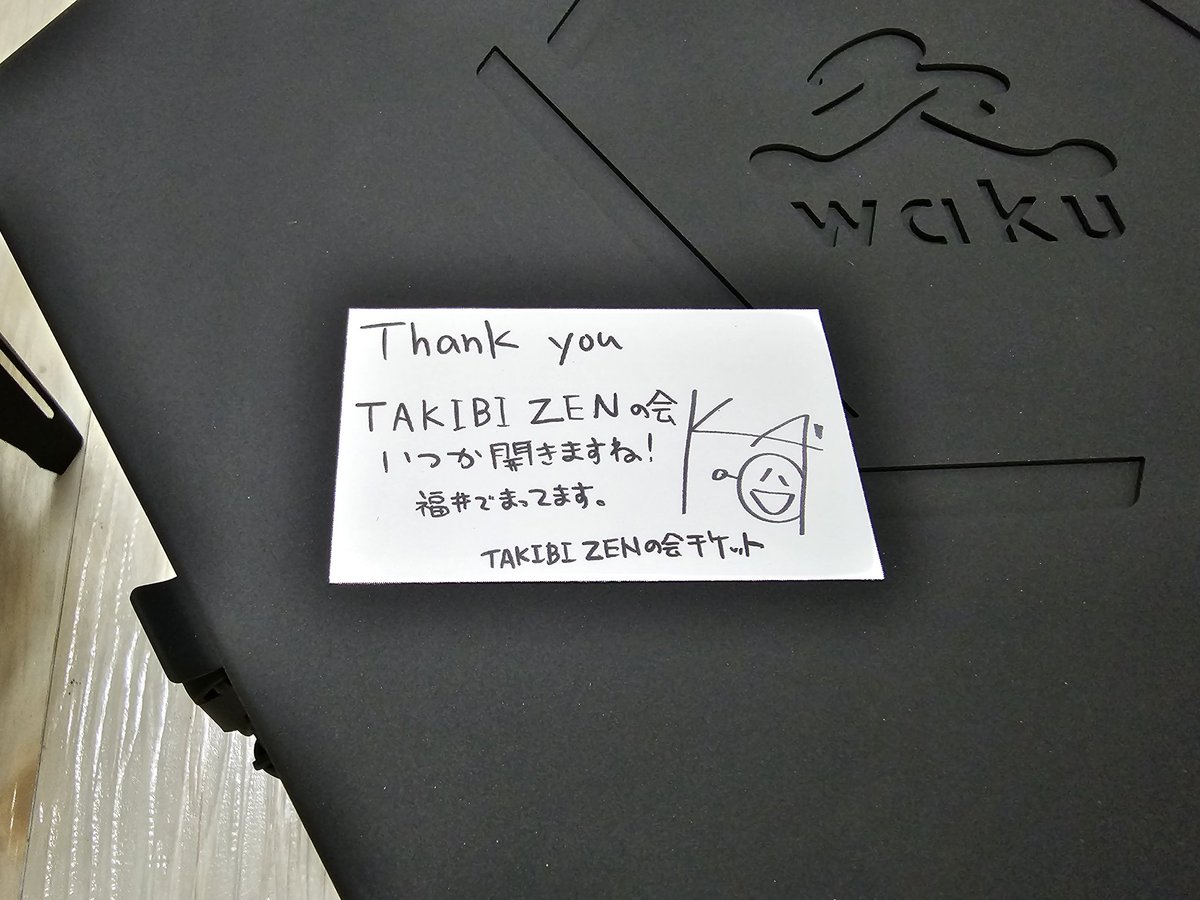 waku
Thank you
TAKIBI ZENの会
いつか開きますね!
福井でまってます。
TAKIBI ZENの会チケット